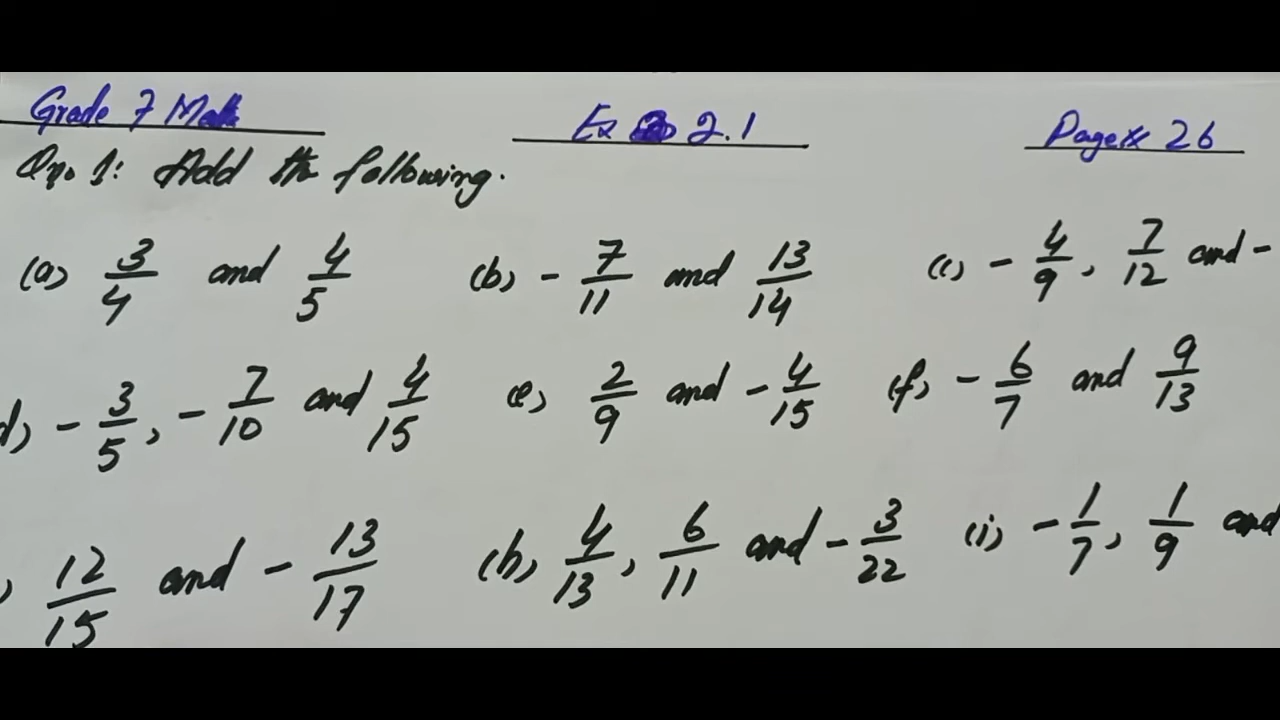 Grade 7 Math Ex 2.1 Page 26
Qno 1: Add the following.
(a) 3/4 and 4/5 (b) - 7/11 and 13/14 (c) - 4/9, 7/12 and -
d) - 3/5, - 7/10 and 4/15 (e) 2/9 and - 4/15 (f) - 6/7 and 9/13
) 12/15 and - 13/17 (h) 4/13, 6/11 and - 3/22 (i) - 1/7, 1/9 and